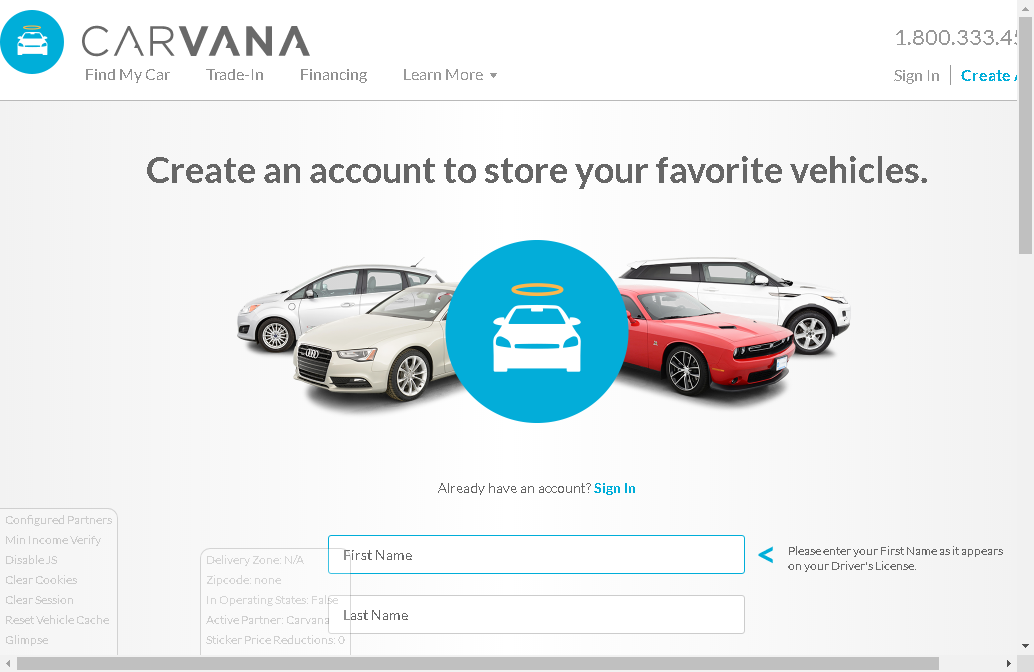 CARVANA
1.800.333.45
Find My Car
Trade-In
Financing
Learn More
Sign In
Create
Create an account to store your favorite vehicles.
Already have an account? Sign In
First Name
Please enter your First Name as it appears
on your Driver's License.
Last Name
Configured Partners
Min Income Verify
Disable JS
Clear Cookies
Clear Session
Reset Vehicle Cache
Glimpse
Delivery Zone: N/A
Zipcode: none
In Operating States: False
Active Partner: Carvana
Sticker Price Reductions: 0